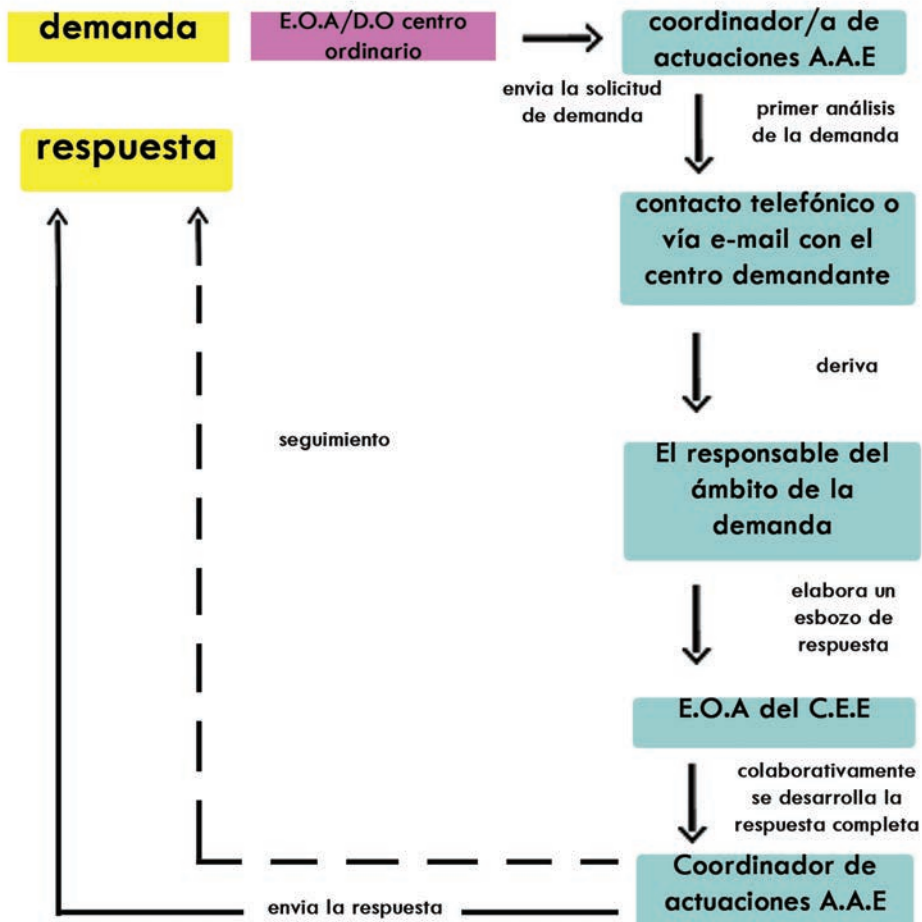 demanda
E.O.A/D.O centro
ordinario
coordinador/a de
actuaciones A.A.E
envia la solicitud
de demanda
primer análisis
de la demanda
respuesta
contacto telefónico o
vía e-mail con el
centro demandante
deriva
seguimiento
El responsable del
ámbito de la
demanda
elabora un
esbozo de
respuesta
E.O.A del C.E.E
colaborativamente
se desarrolla la
respuesta completa
Coordinador de
actuaciones A.A.E
envia la respuesta